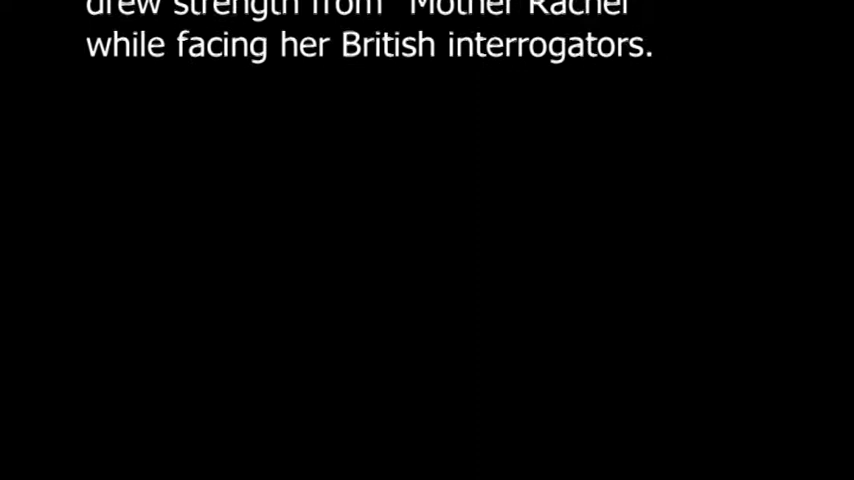 drew strength from "Mother Rachel"
while facing her British interrogators.